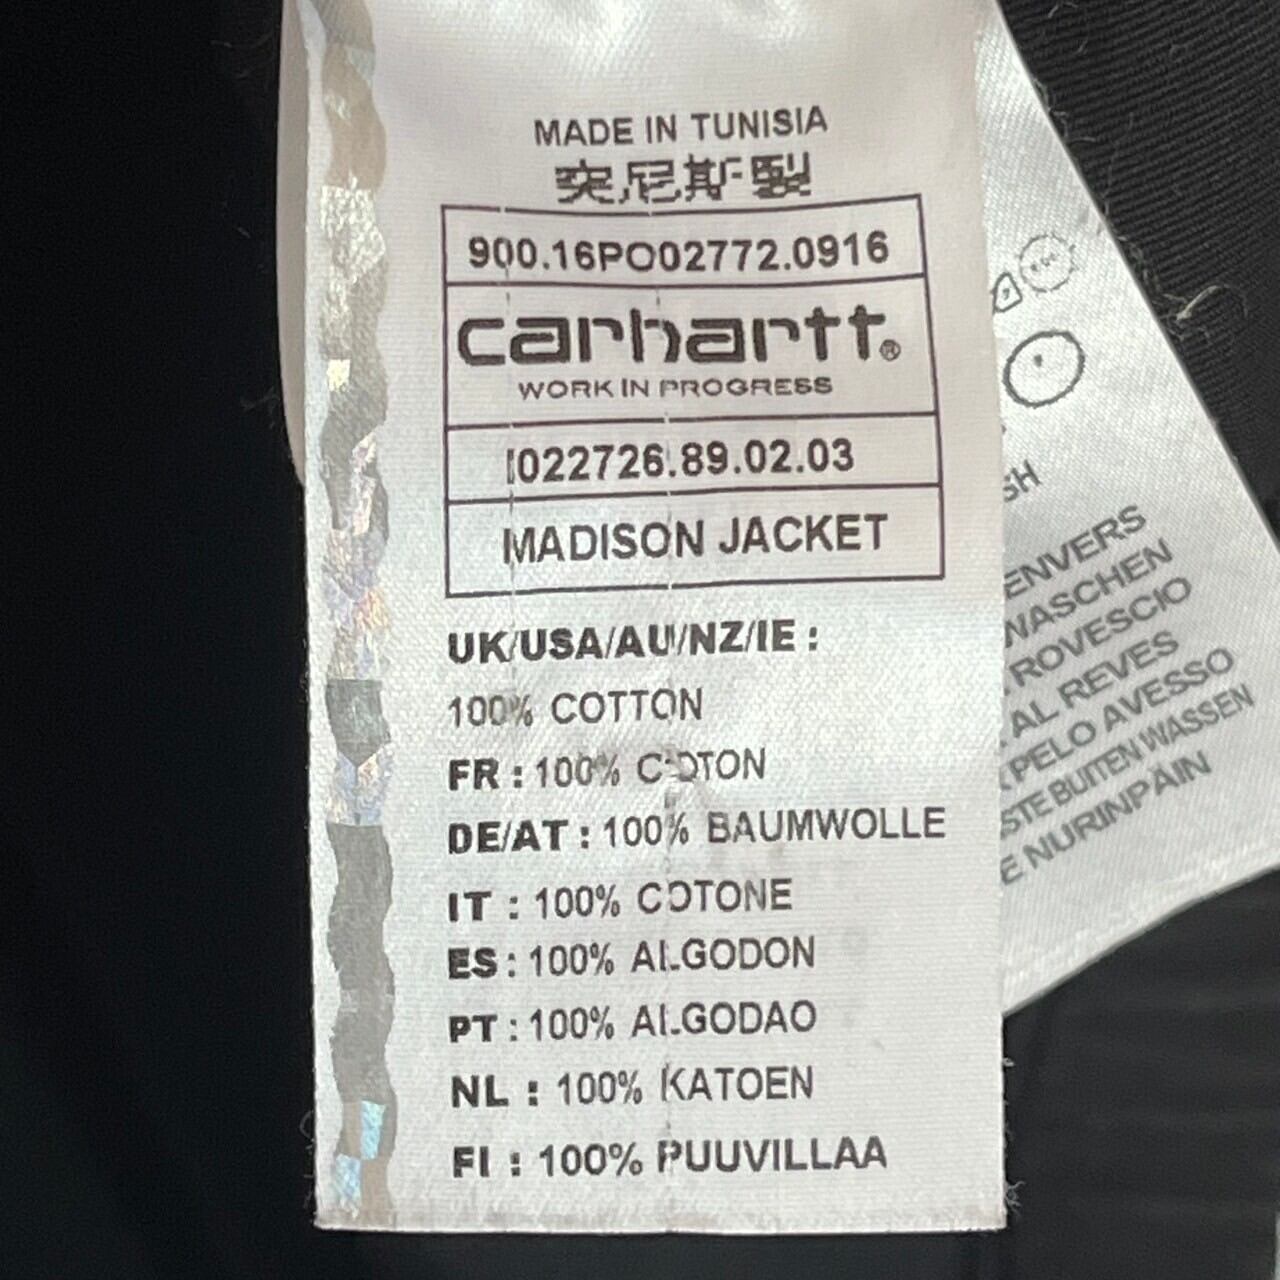 MADE IN TUNISIA
突尼斯製
900.16PO02772.0916
carhartt®
WORK IN PROGRESS
I022726.89.02.03
MADISON JACKET
UK/USA/AU/NZ/IE :
100% COTTON
FR : 100% COTON
DE/AT : 100% BAUMWOLLE
IT : 100% COTONE
ES : 100% ALGODON
PT : 100% ALGODAO
NL : 100% KATOEN
FI : 100% PUUVILLAA
ENVERS
WASCHEN
ROVESCIO
AL REVES
PELO AVESSO
BUITEN WASSEN
NURINPÄIN